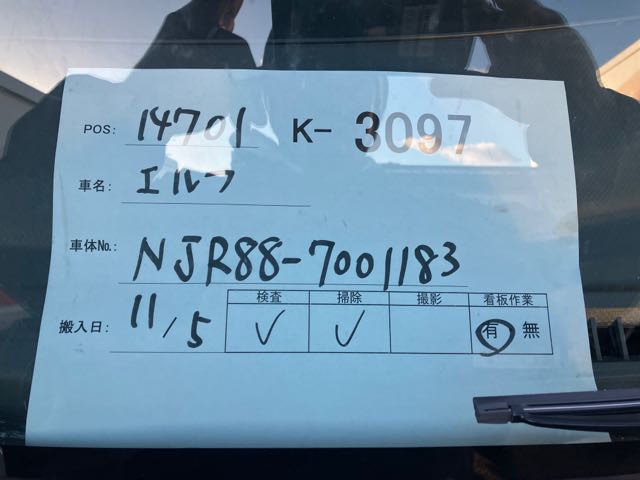 POS: 14701 K- 3097
車名: エルフ
車体No.: NJR88-7001183
検査 掃除 撮影 看板作業
搬入日: 11/5 ✓ ✓ 有 無